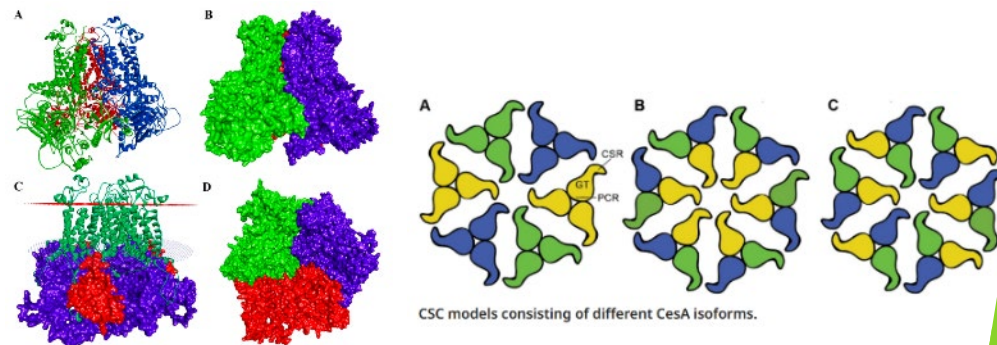 A
B
C
D
A
B
C
CSR
GT
PCR
CSC models consisting of different CesA isoforms.